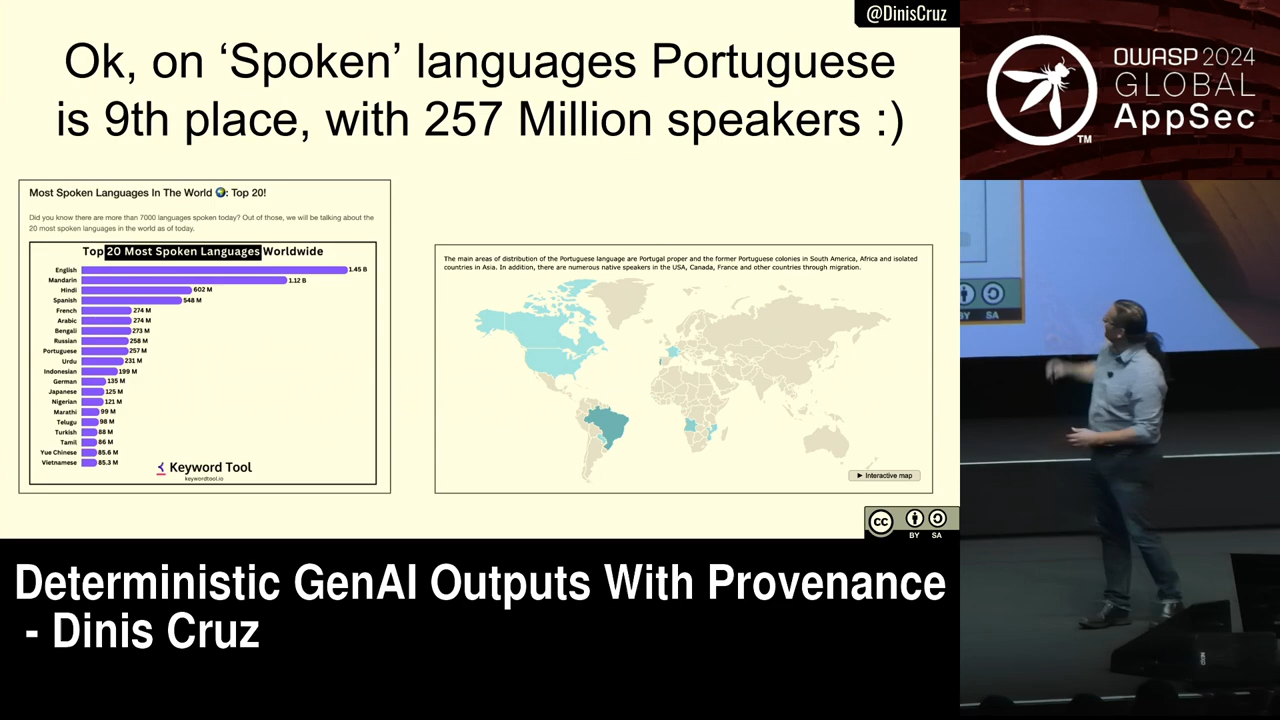 @DinisCruz
Ok, on ‘Spoken’ languages Portuguese
is 9th place, with 257 Million speakers :)
Most Spoken Languages In The World 🌍: Top 20!
Did you know there are more than 7000 languages spoken today? Out of those, we will be talking about the
20 most spoken languages in the world as of today.
Top 20 Most Spoken Languages Worldwide
English 1.45 B
Mandarin 1.12 B
Hindi 602 M
Spanish 548 M
French 274 M
Arabic 274 M
Bengali 273 M
Russian 258 M
Portuguese 257 M
Urdu 231 M
Indonesian 199 M
German 135 M
Japanese 125 M
Nigerian 121 M
Marathi 99 M
Telugu 98 M
Turkish 88 M
Tamil 86 M
Yue Chinese 85.6 M
Vietnamese 85.3 M
Keyword Tool
keywordtool.io
The main areas of distribution of the Portuguese language are Portugal proper and the former Portuguese colonies in South America, Africa and isolated
countries in Asia. In addition, there are numerous native speakers in the USA, Canada, France and other countries through migration.
► Interactive map
CC
BY SA
OWASP 2024
GLOBAL
AppSec
TM
BY SA
Deterministic GenAI Outputs With Provenance
- Dinis Cruz